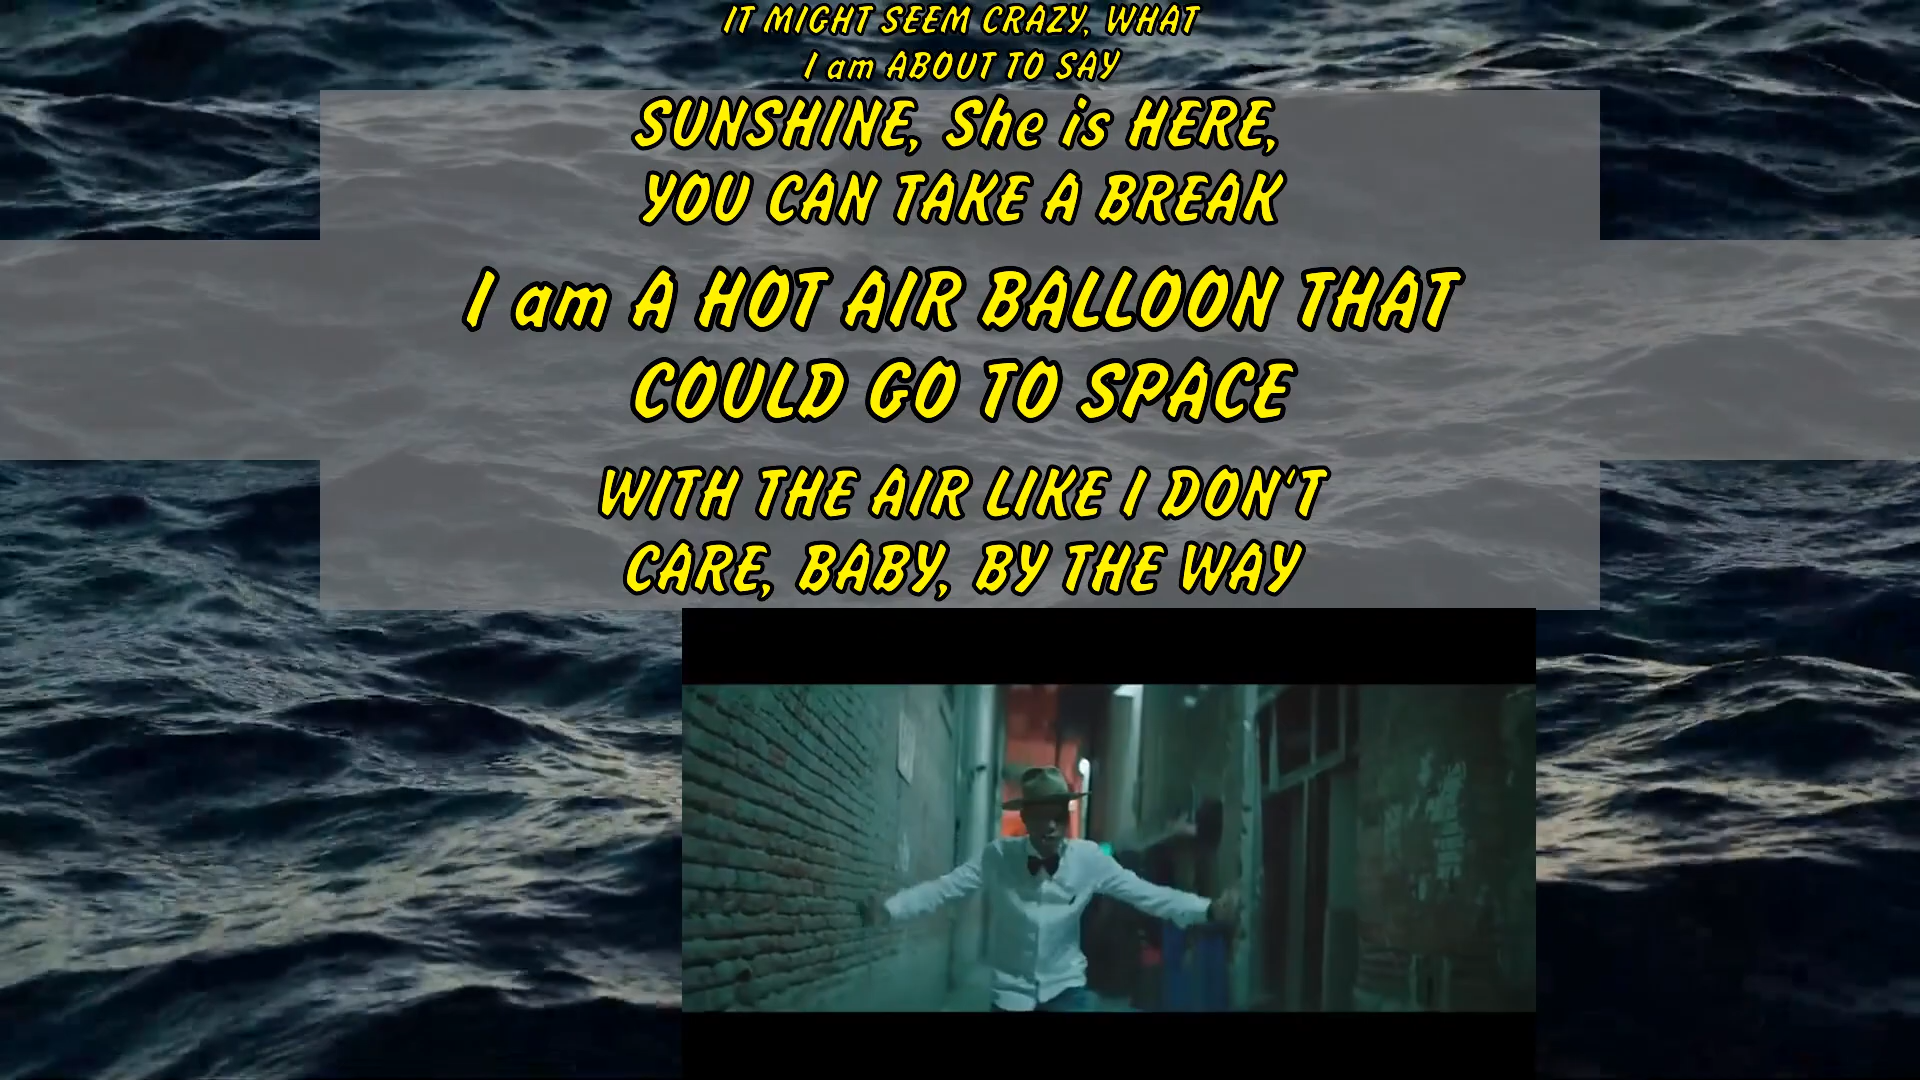 IT MIGHT SEEM CRAZY, WHAT
I am ABOUT TO SAY
SUNSHINE, She is HERE,
YOU CAN TAKE A BREAK
I am A HOT AIR BALLOON THAT
COULD GO TO SPACE
WITH THE AIR LIKE I DON'T
CARE, BABY, BY THE WAY